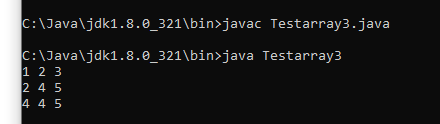 C:\Java\jdk1.8.0_321\bin>javac Testarray3.java
C:\Java\jdk1.8.0_321\bin>java Testarray3
1 2 3
2 4 5
4 4 5